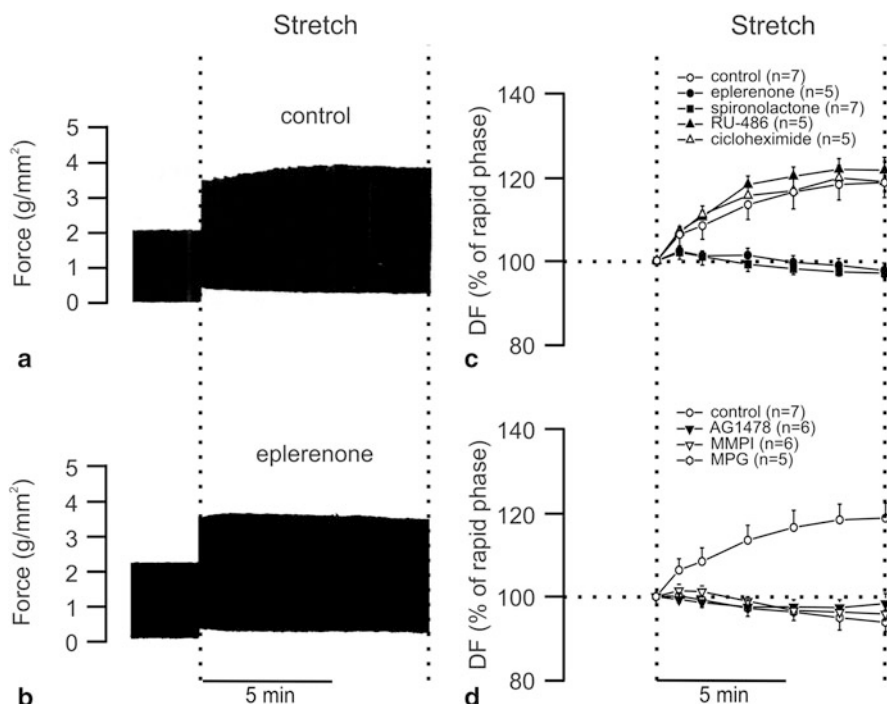 Stretch
control
5
4
3
2
1
0
Force (g/mm²)
a
eplerenone
5
4
3
2
1
0
Force (g/mm²)
5 min
b
Stretch
control (n=7)
eplerenone (n=5)
spironolactone (n=7)
RU-486 (n=5)
cicloheximide (n=5)
140
120
100
80
DF (% of rapid phase)
c
control (n=7)
AG1478 (n=6)
MMPI (n=6)
MPG (n=5)
140
120
100
80
DF (% of rapid phase)
5 min
d